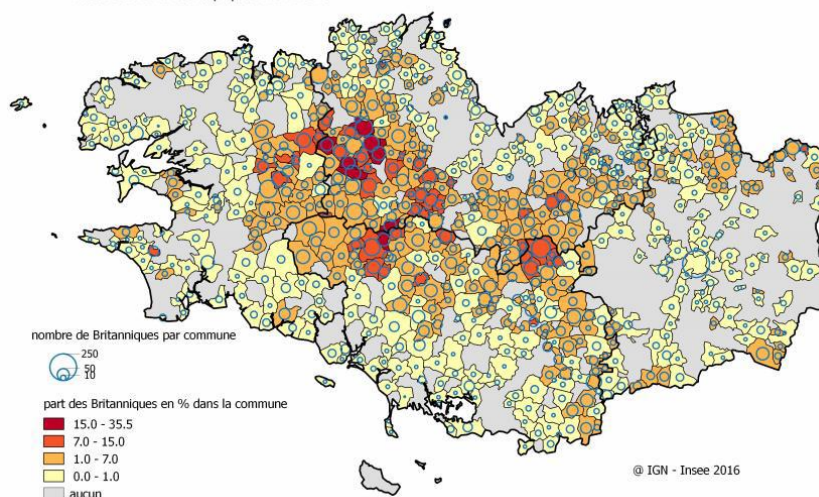 nombre de Britanniques par commune
250
50
10
part des Britanniques en % dans la commune
15.0 - 35.5
7.0 - 15.0
1.0 - 7.0
0.0 - 1.0
aucun
@ IGN - Insee 2016